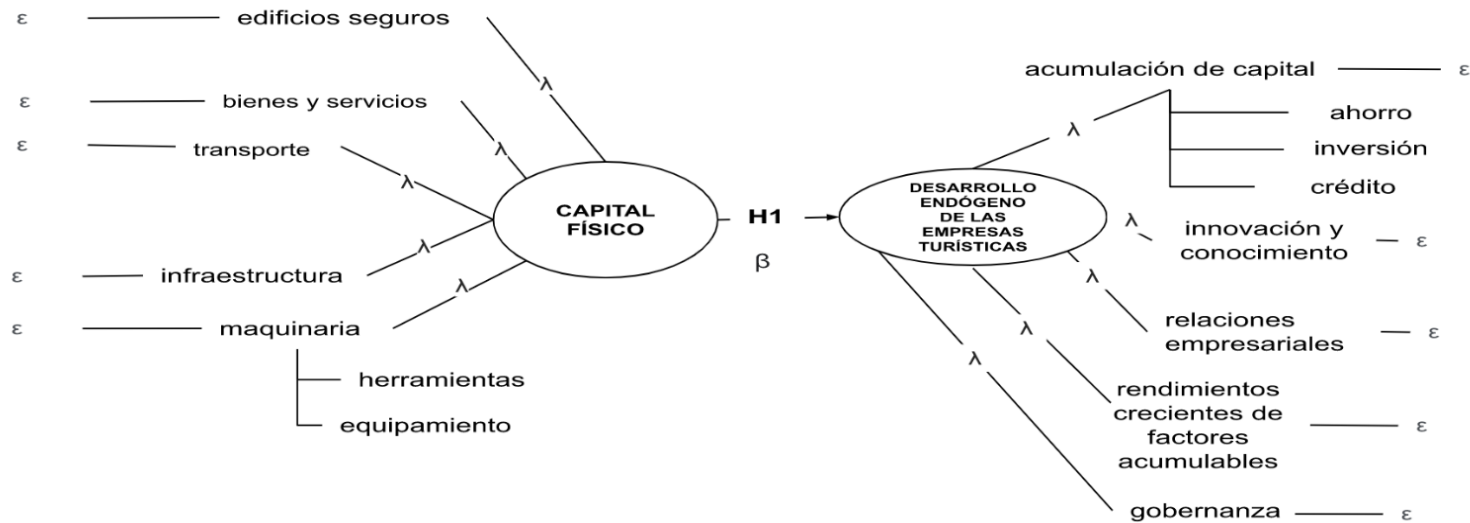 ε edificios seguros
λ
ε bienes y servicios
λ
ε transporte
λ
CAPITAL
FÍSICO
λ
ε infraestructura
λ
ε maquinaria
herramientas
equipamiento
H1
β
acumulación de capital ε
λ
ahorro
inversión
crédito
DESARROLLO
ENDÓGENO
DE LAS
EMPRESAS
TURÍSTICAS
λ
innovación y
conocimiento ε
λ
relaciones
empresariales ε
λ
rendimientos
crecientes de
factores ε
acumulables
λ
gobernanza ε